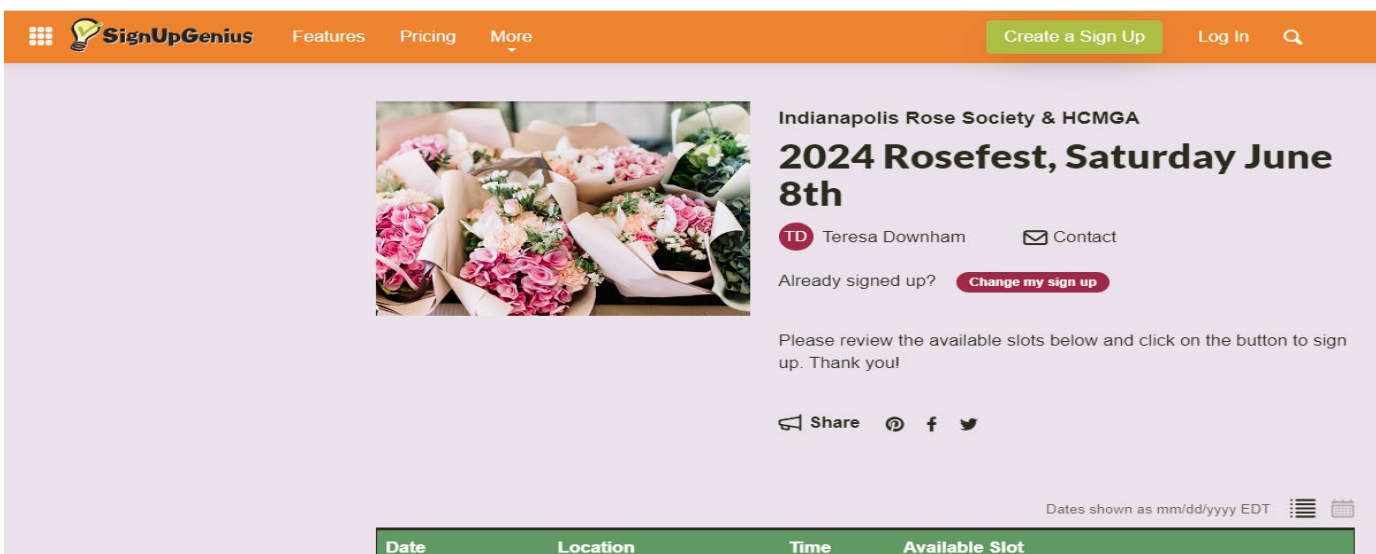 SignUpGenius Features Pricing More Create a Sign Up Log In
Indianapolis Rose Society & HCMGA
2024 Rosefest, Saturday June
8th
TD Teresa Downham Contact
Already signed up? Change my sign up
Please review the available slots below and click on the button to sign
up. Thank you!
Share
Dates shown as mm/dd/yyyy EDT
Date Location Time Available Slot